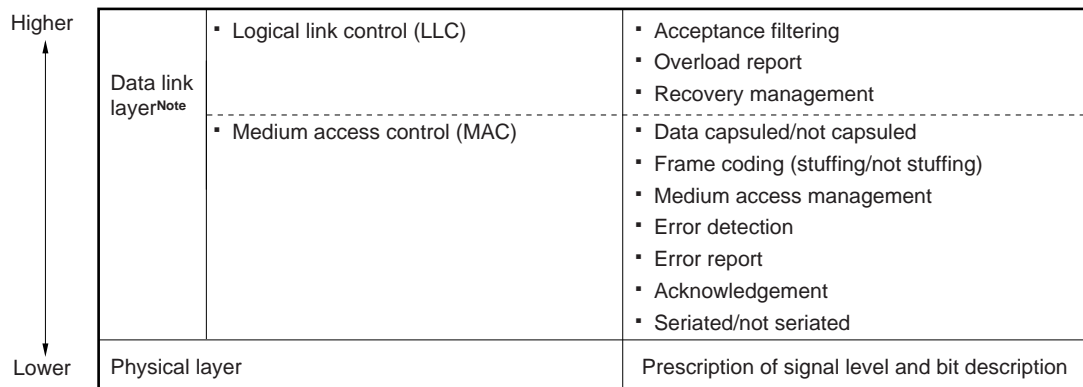 Higher
Data link
layerNote
▪ Logical link control (LLC)
▪ Acceptance filtering
▪ Overload report
▪ Recovery management
▪ Medium access control (MAC)
▪ Data capsuled/not capsuled
▪ Frame coding (stuffing/not stuffing)
▪ Medium access management
▪ Error detection
▪ Error report
▪ Acknowledgement
▪ Seriated/not seriated
Lower
Physical layer
Prescription of signal level and bit description